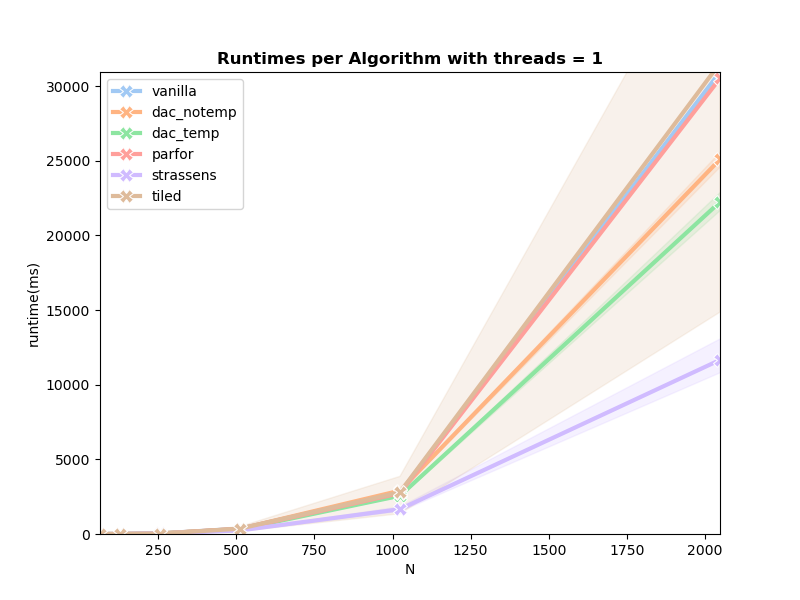 Runtimes per Algorithm with threads = 1
30000
25000
20000
15000
10000
5000
0
runtime(ms)
vanilla
dac_notemp
dac_temp
parfor
strassens
tiled
250 500 750 1000 1250 1500 1750 2000
N